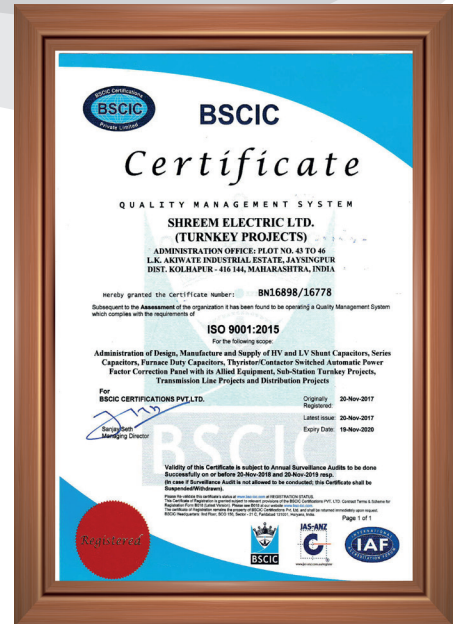 BSCIC Certifications
BSCIC
Private Limited
BSCIC
Certificate
QUALITY MANAGEMENT SYSTEM
SHREEM ELECTRIC LTD.
(TURNKEY PROJECTS)
ADMINISTRATION OFFICE: PLOT NO. 43 TO 46
L.K. AKIWATE INDUSTRIAL ESTATE, JAYSINGPUR
DIST. KOLHAPUR - 416 144, MAHARASHTRA, INDIA
Hereby granted the Certificate Number: BN16898/16778
Subsequent to the Assessment of the organization it has been found to be operating a Quality Management System
which complies with the requirements of
ISO 9001:2015
For the following scope:
Administration of Design, Manufacture and Supply of HV and LV Shunt Capacitors, Series
Capacitors, Furnace Duty Capacitors, Thyristor/Contactor Switched Automatic Power
Factor Correction Panel with its Allied Equipment, Sub-Station Turnkey Projects,
Transmission Line Projects and Distribution Projects
For
BSCIC CERTIFICATIONS PVT.LTD.
Originally Registered: 20-Nov-2017
Latest issue: 20-Nov-2017
Sanjay Seth
Managing Director
Expiry Date: 19-Nov-2020
BSCIC
Validity of this Certificate is subject to Annual Surveillance Audits to be done
Successfully on or before 20-Nov-2018 and 20-Nov-2019 resp.
(In case if Surveillance Audit is not allowed to be conducted; this Certificate shall be
Suspended/Withdrawn).
Page 1 of 1
Registered
BSCIC
JAS-ANZ
INTERNATIONAL
IAF